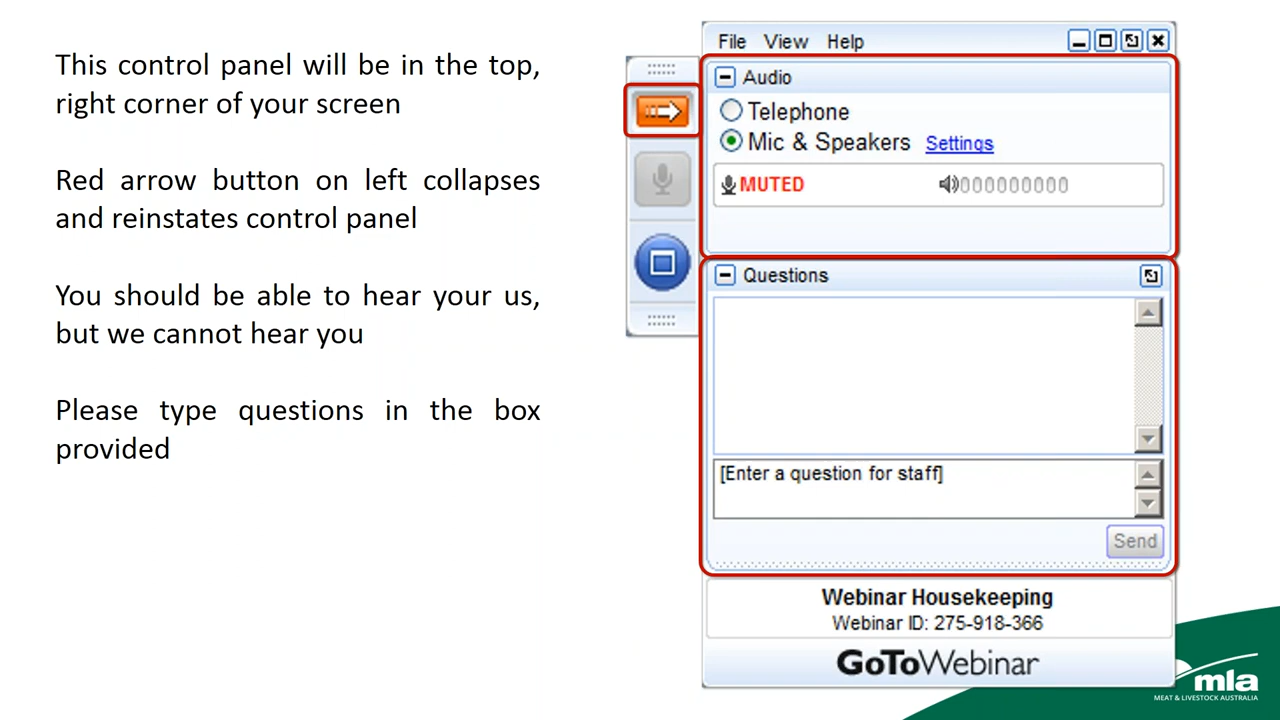 This control panel will be in the top,
right corner of your screen
Red arrow button on left collapses
and reinstates control panel
You should be able to hear your us,
but we cannot hear you
Please type questions in the box
provided
File View Help
Audio
Telephone
Mic & Speakers Settings
MUTED
Questions
[Enter a question for staff]
Send
Webinar Housekeeping
Webinar ID: 275-918-366
GoToWebinar
mla
MEAT & LIVESTOCK AUSTRALIA